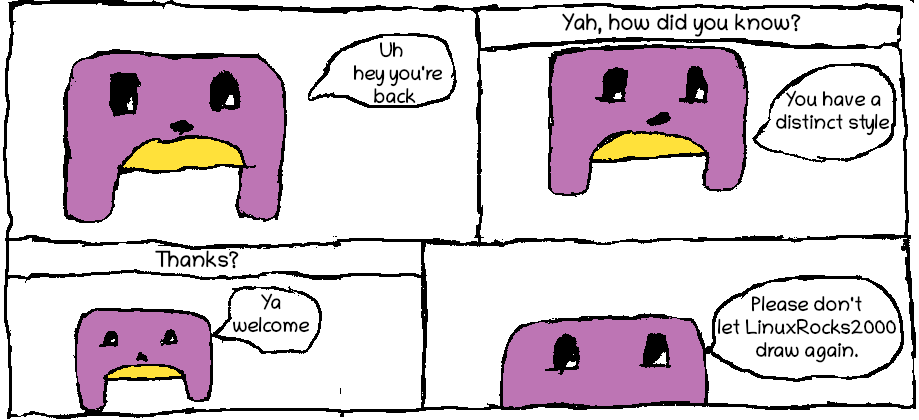 Uh
hey you're
back
Yah, how did you know?
You have a
distinct style
Thanks?
Ya
welcome
Please don't
let LinuxRocks2000
draw again.